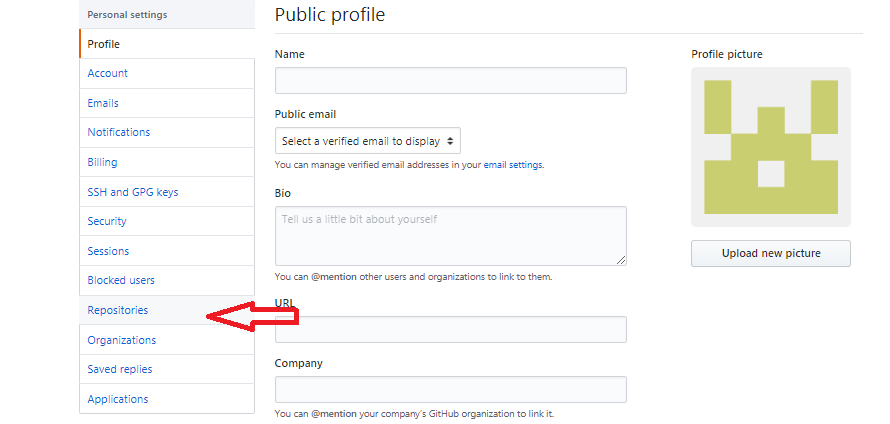 Personal settings
Profile
Account
Emails
Notifications
Billing
SSH and GPG keys
Security
Sessions
Blocked users
Repositories
Organizations
Saved replies
Applications
Public profile
Name
Public email
Select a verified email to display
You can manage verified email addresses in your email settings.
Bio
Tell us a little bit about yourself
You can @mention other users and organizations to link to them.
URL
Company
You can @mention your company's GitHub organization to link it.
Profile picture
Upload new picture